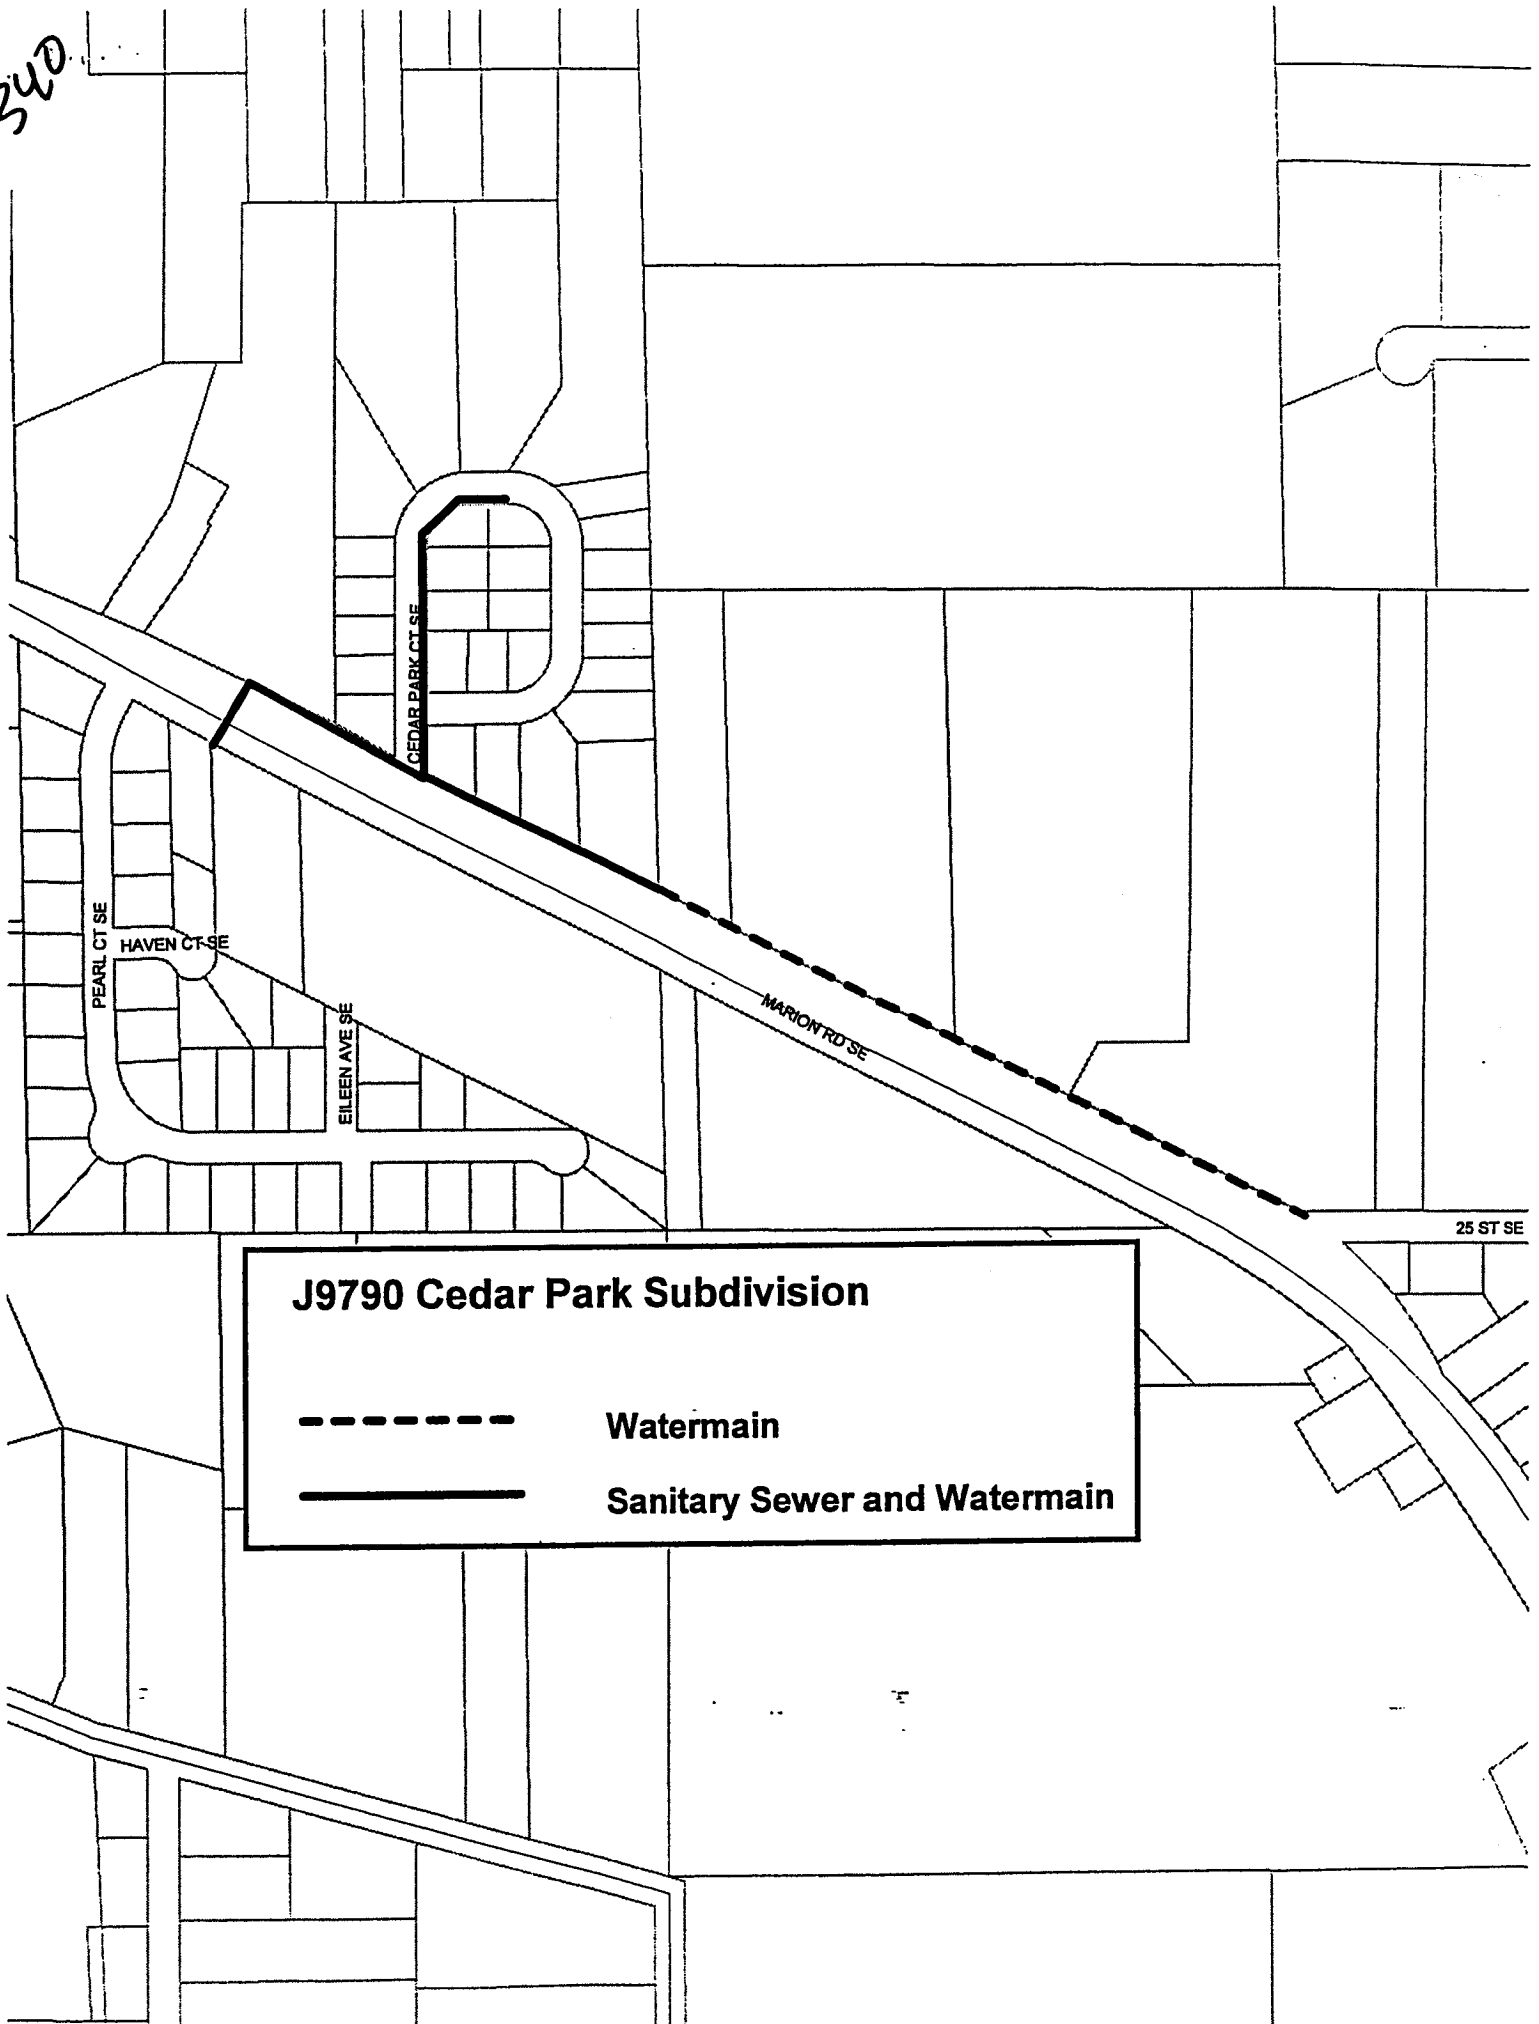 340
CEDAR PARK CT SE
PEARL CT SE
HAVEN CT SE
EILEEN AVE SE
MARION RD SE
25 ST SE
J9790 Cedar Park Subdivision
Watermain
Sanitary Sewer and Watermain